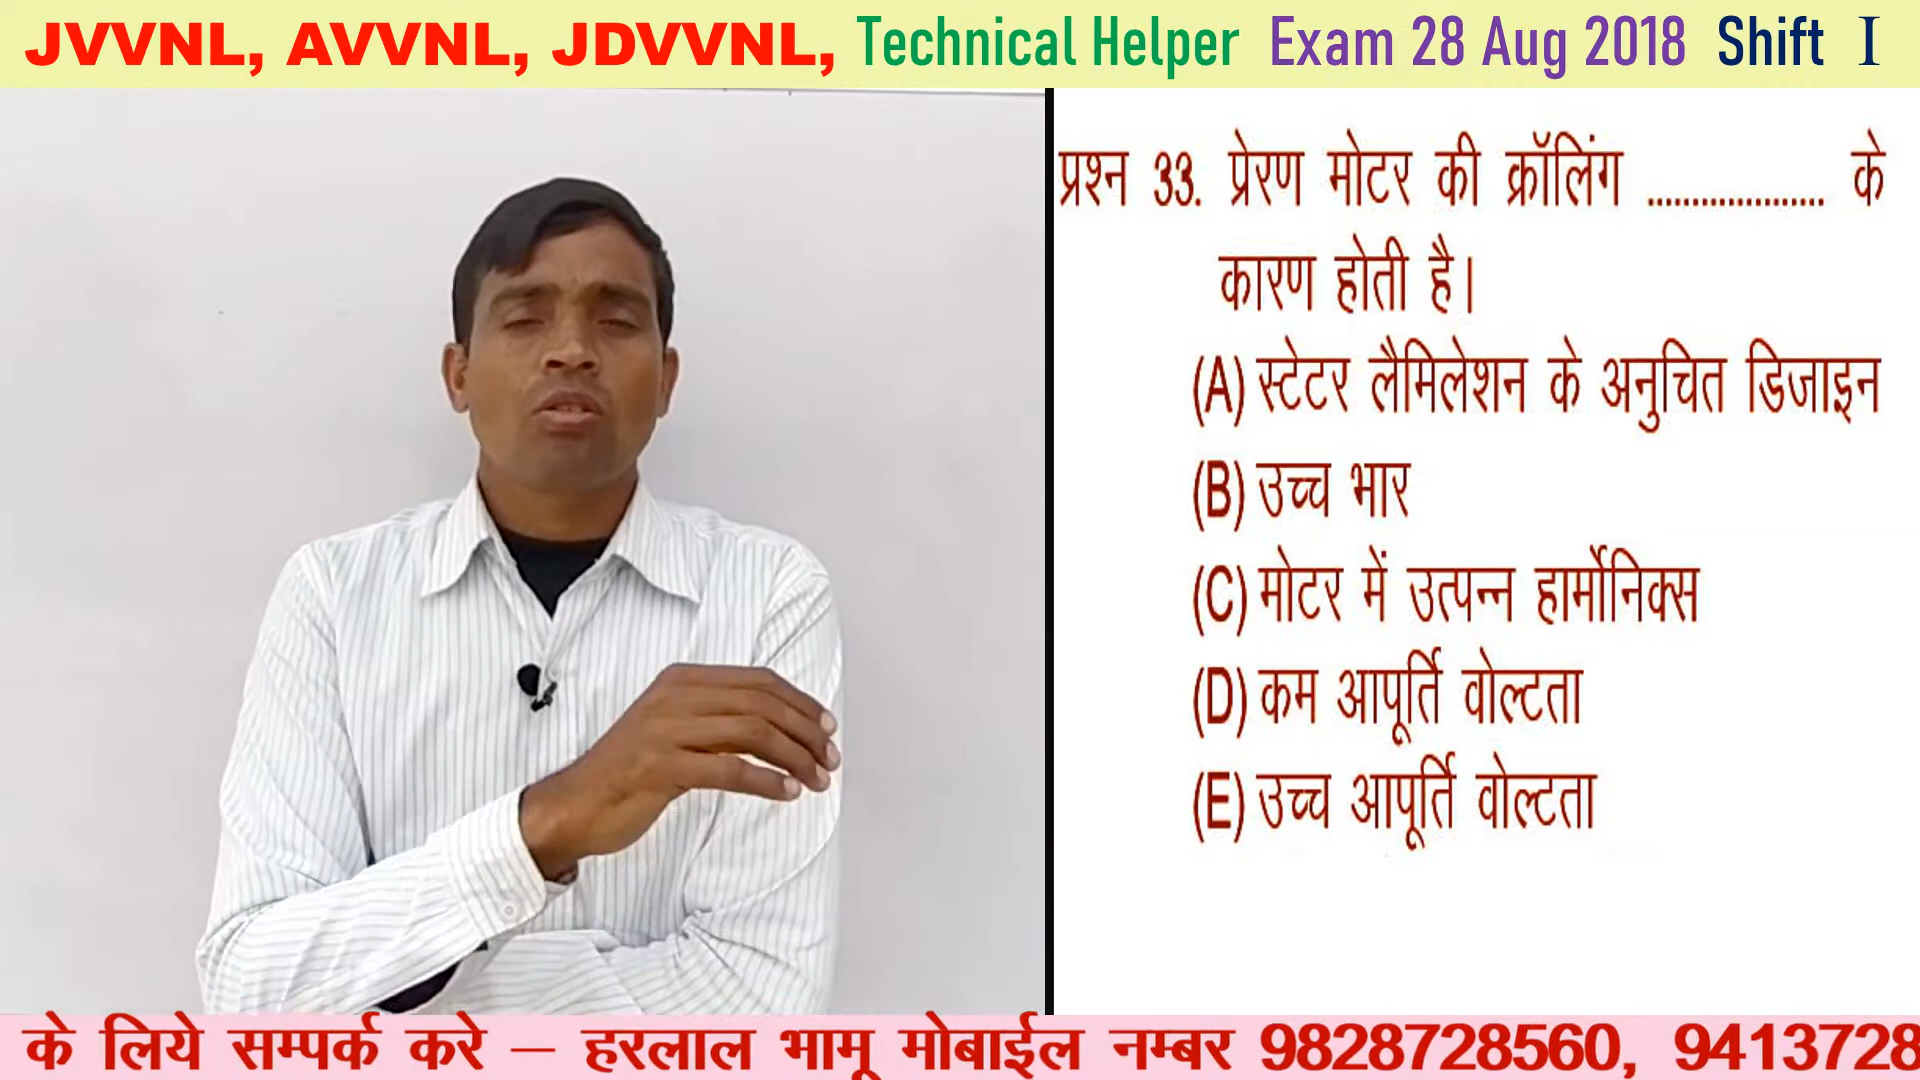 JVVNL, AVVNL, JDVVNL, Technical Helper Exam 28 Aug 2018 Shift I
प्रश्न 33. प्रेरण मोटर की क्रॉलिंग .................... के
कारण होती है।
(A) स्टेटर लैमिलेशन के अनुचित डिजाइन
(B) उच्च भार
(C) मोटर में उत्पन्न हार्मोनिक्स
(D) कम आपूर्ति वोल्टता
(E) उच्च आपूर्ति वोल्टता
के लिये सम्पर्क करे – हरलाल भामू मोबाईल नम्बर 9828728560, 9413728